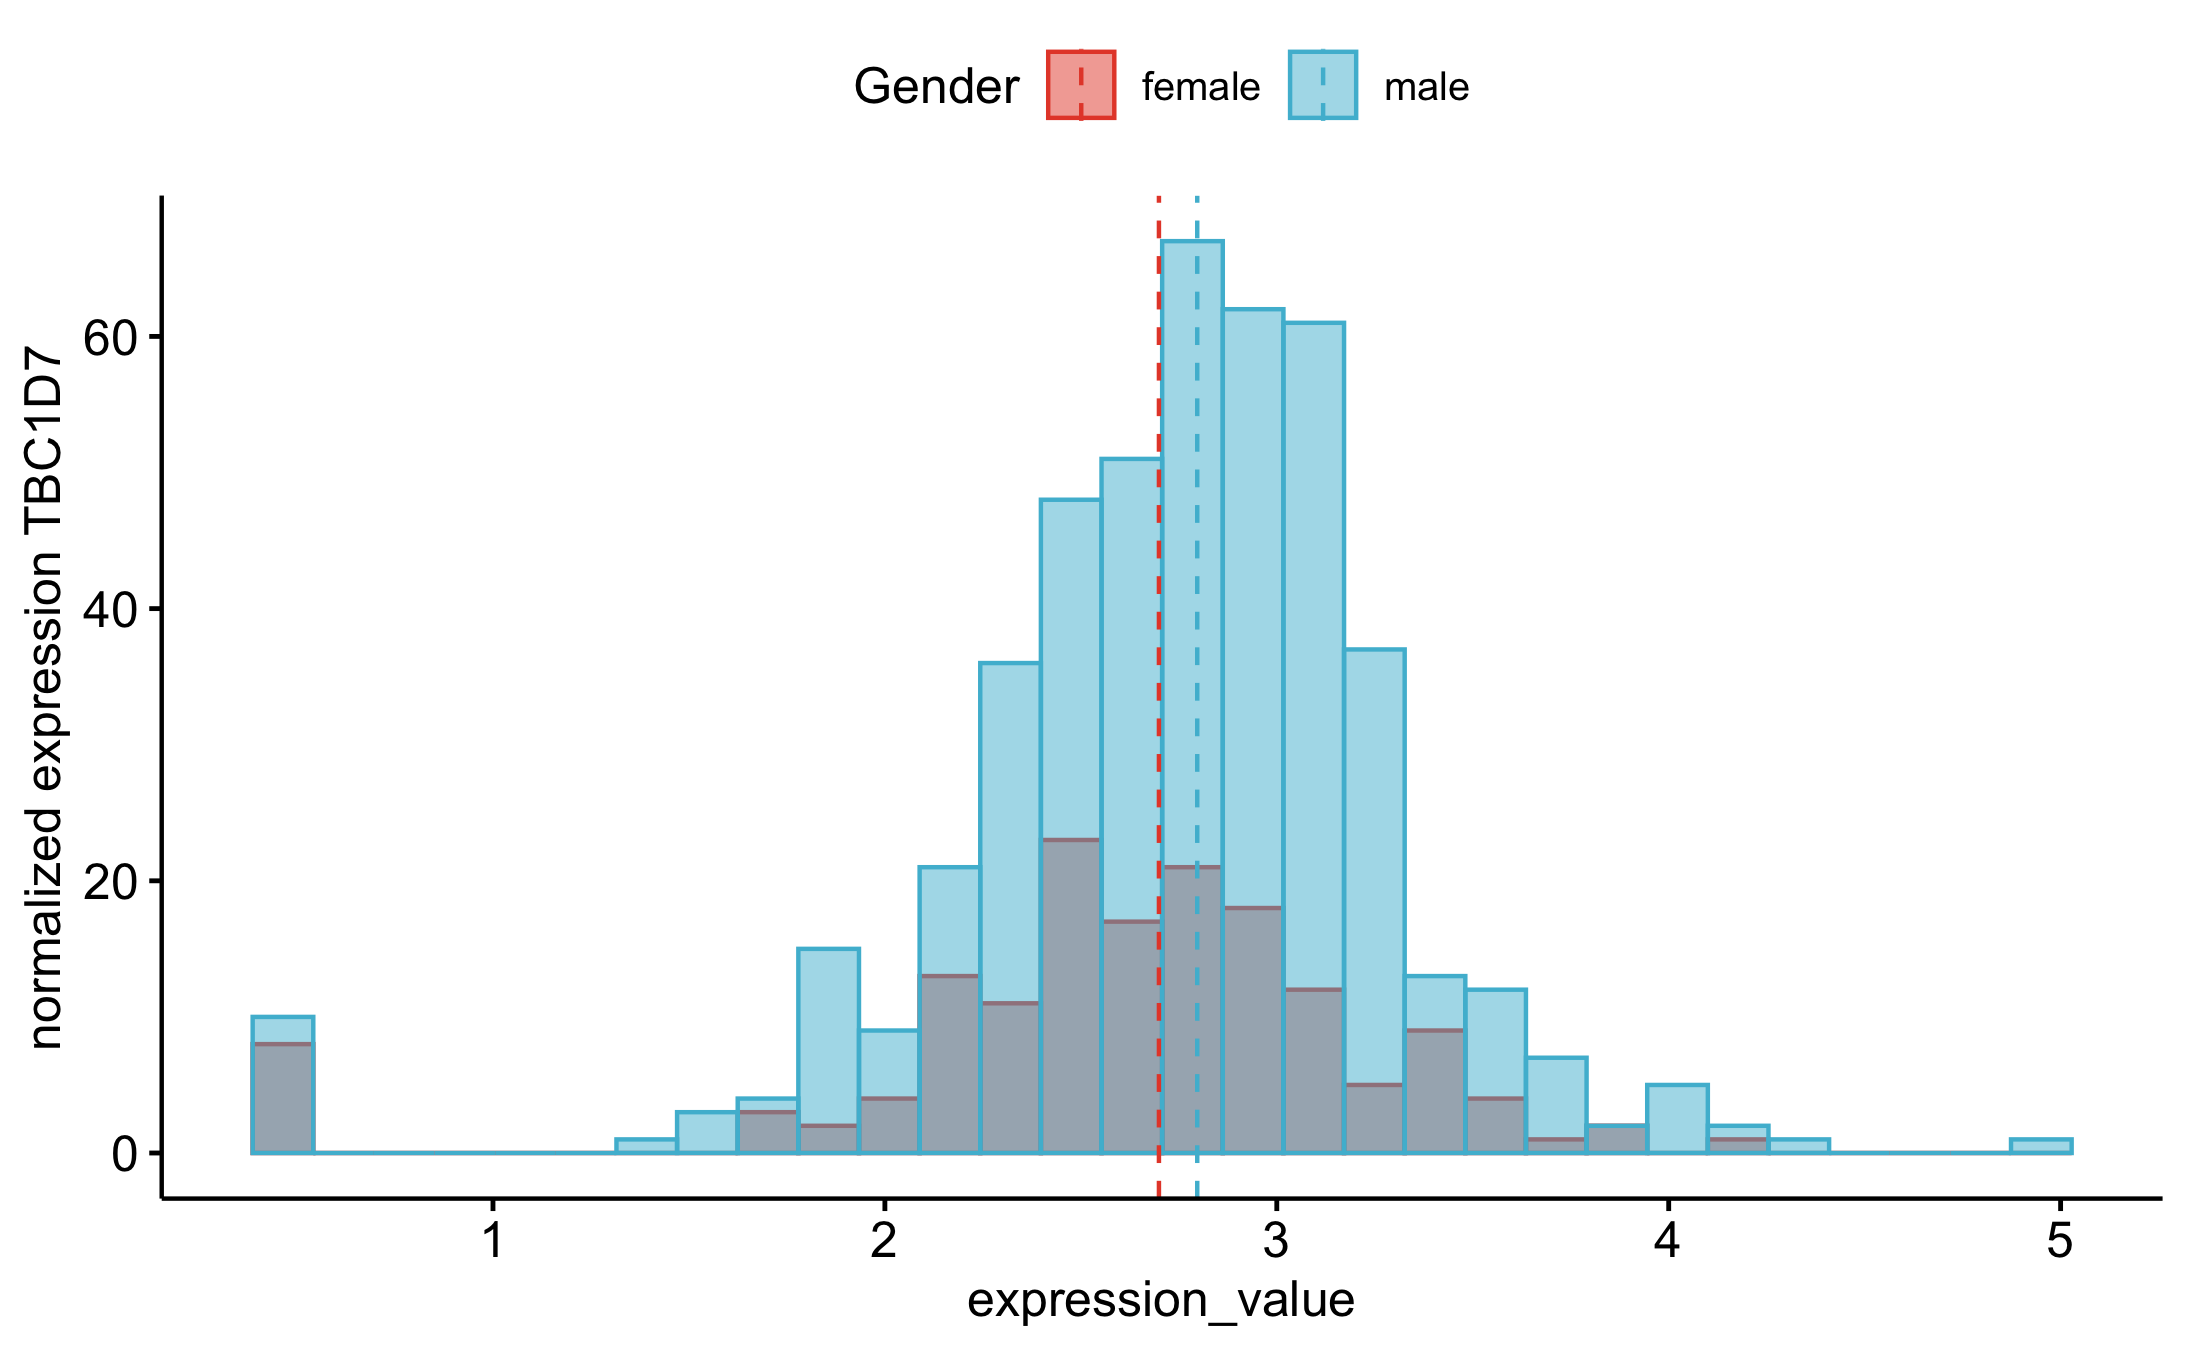 Gender female male
normalized expression TBC1D7
60
40
20
0
1 2 3 4 5
expression_value